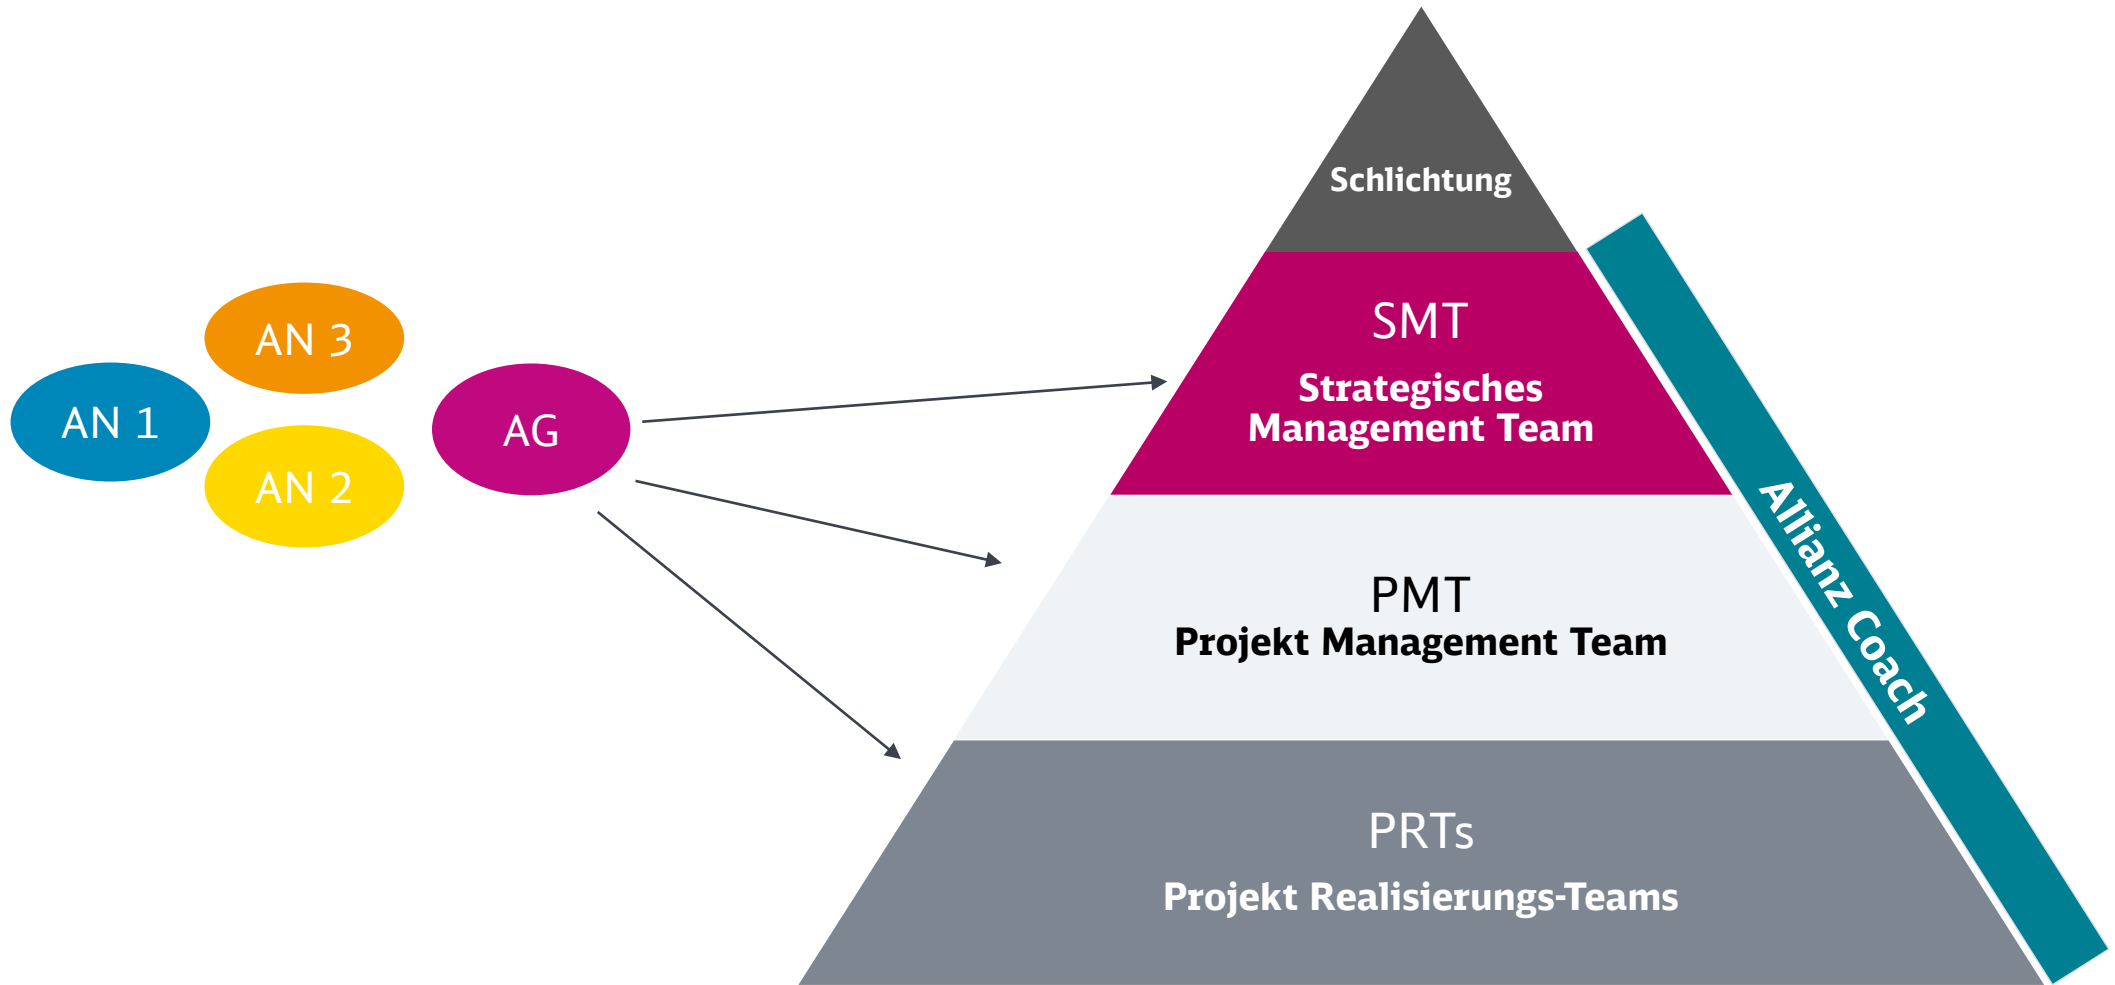 AN 1
AN 3
AN 2
AG
Schlichtung
SMT
Strategisches
Management Team
PMT
Projekt Management Team
PRTs
Projekt Realisierungs-Teams
Allianz Coach